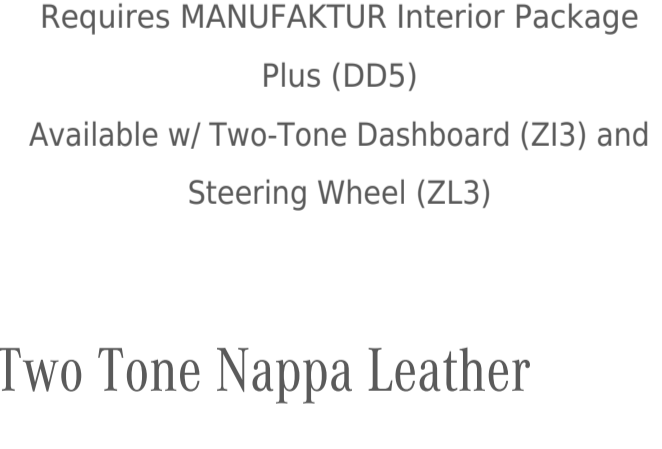 Requires MANUFAKTUR Interior Package
Plus (DD5)
Available w/ Two-Tone Dashboard (ZI3) and
Steering Wheel (ZL3)
Two Tone Nappa Leather